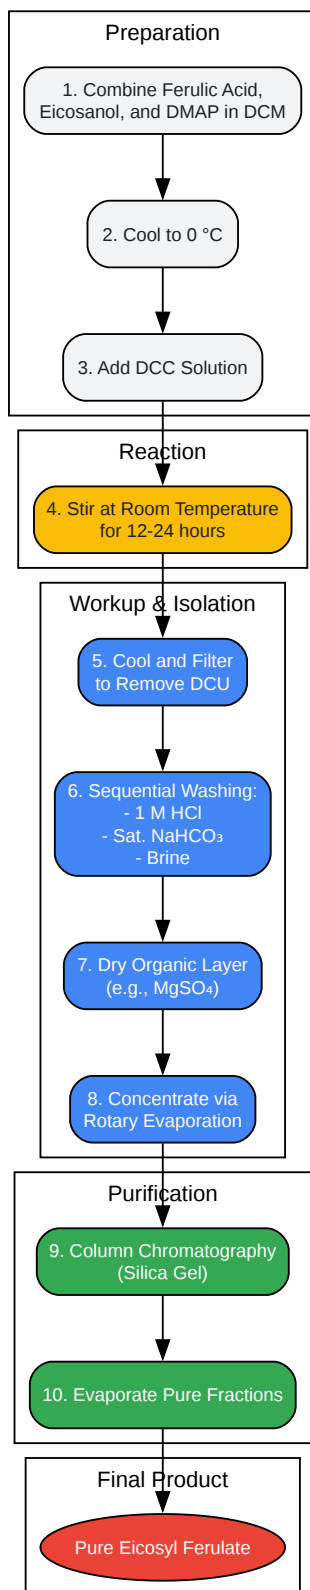 Preparation
1. Combine Ferulic Acid,
Eicosanol, and DMAP in DCM
2. Cool to 0 °C
3. Add DCC Solution
Reaction
4. Stir at Room Temperature
for 12-24 hours
Workup & Isolation
5. Cool and Filter
to Remove DCU
6. Sequential Washing:
- 1 M HCl
- Sat. NaHCO₃
- Brine
7. Dry Organic Layer
(e.g., MgSO₄)
8. Concentrate via
Rotary Evaporation
Purification
9. Column Chromatography
(Silica Gel)
10. Evaporate Pure Fractions
Final Product
Pure Eicosyl Ferulate